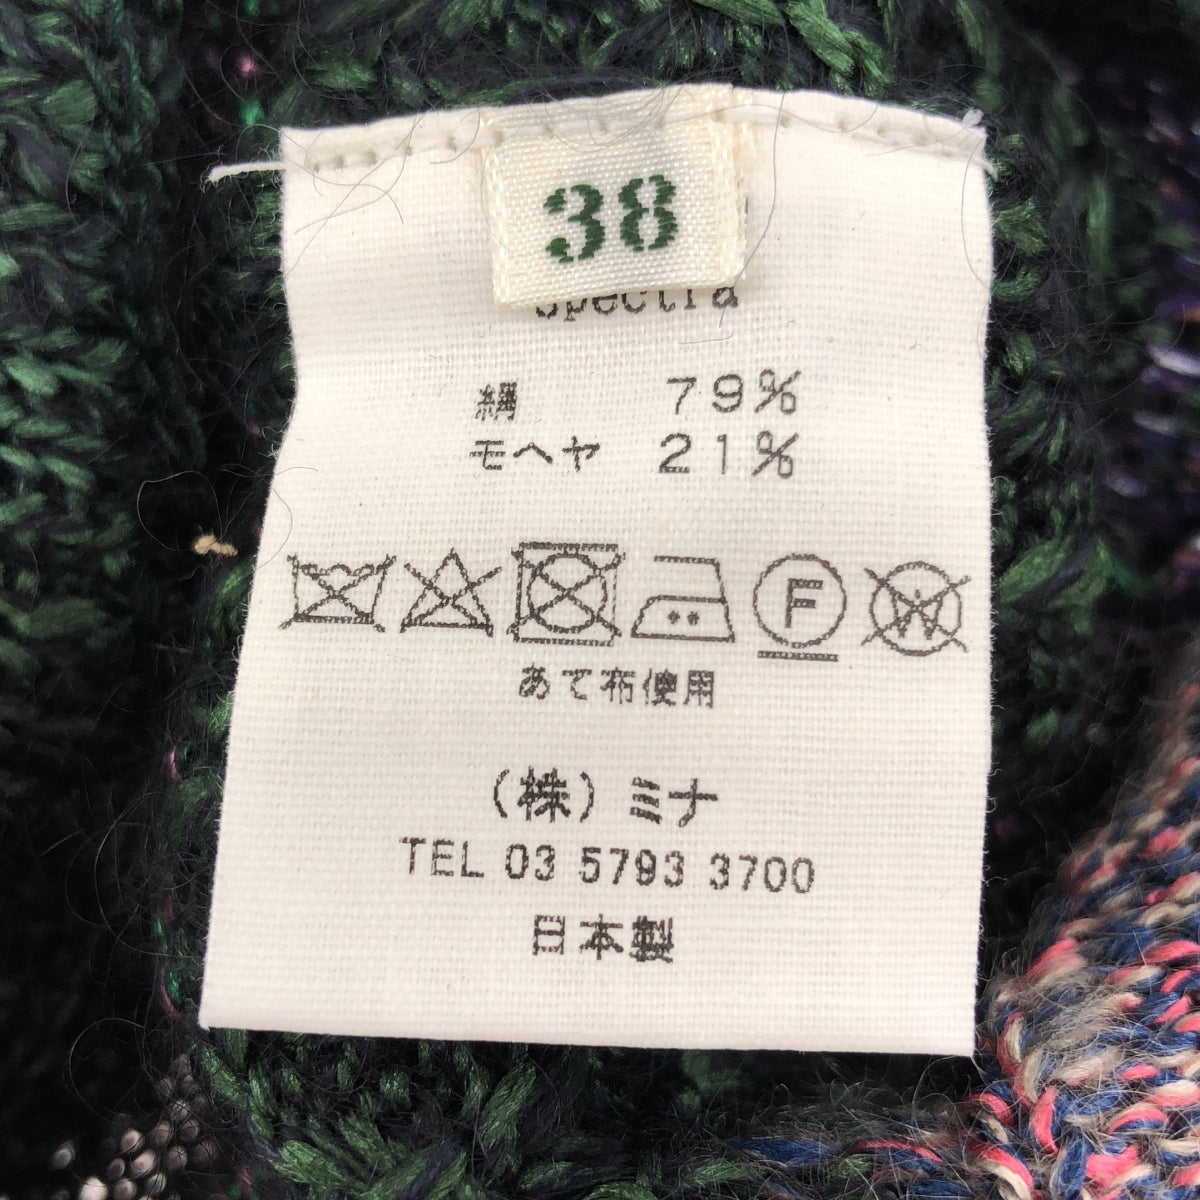 38
spectra
絹 79%
モヘヤ 21%
F W
あて布使用
（株）ミナ
TEL 03 5793 3700
日本製